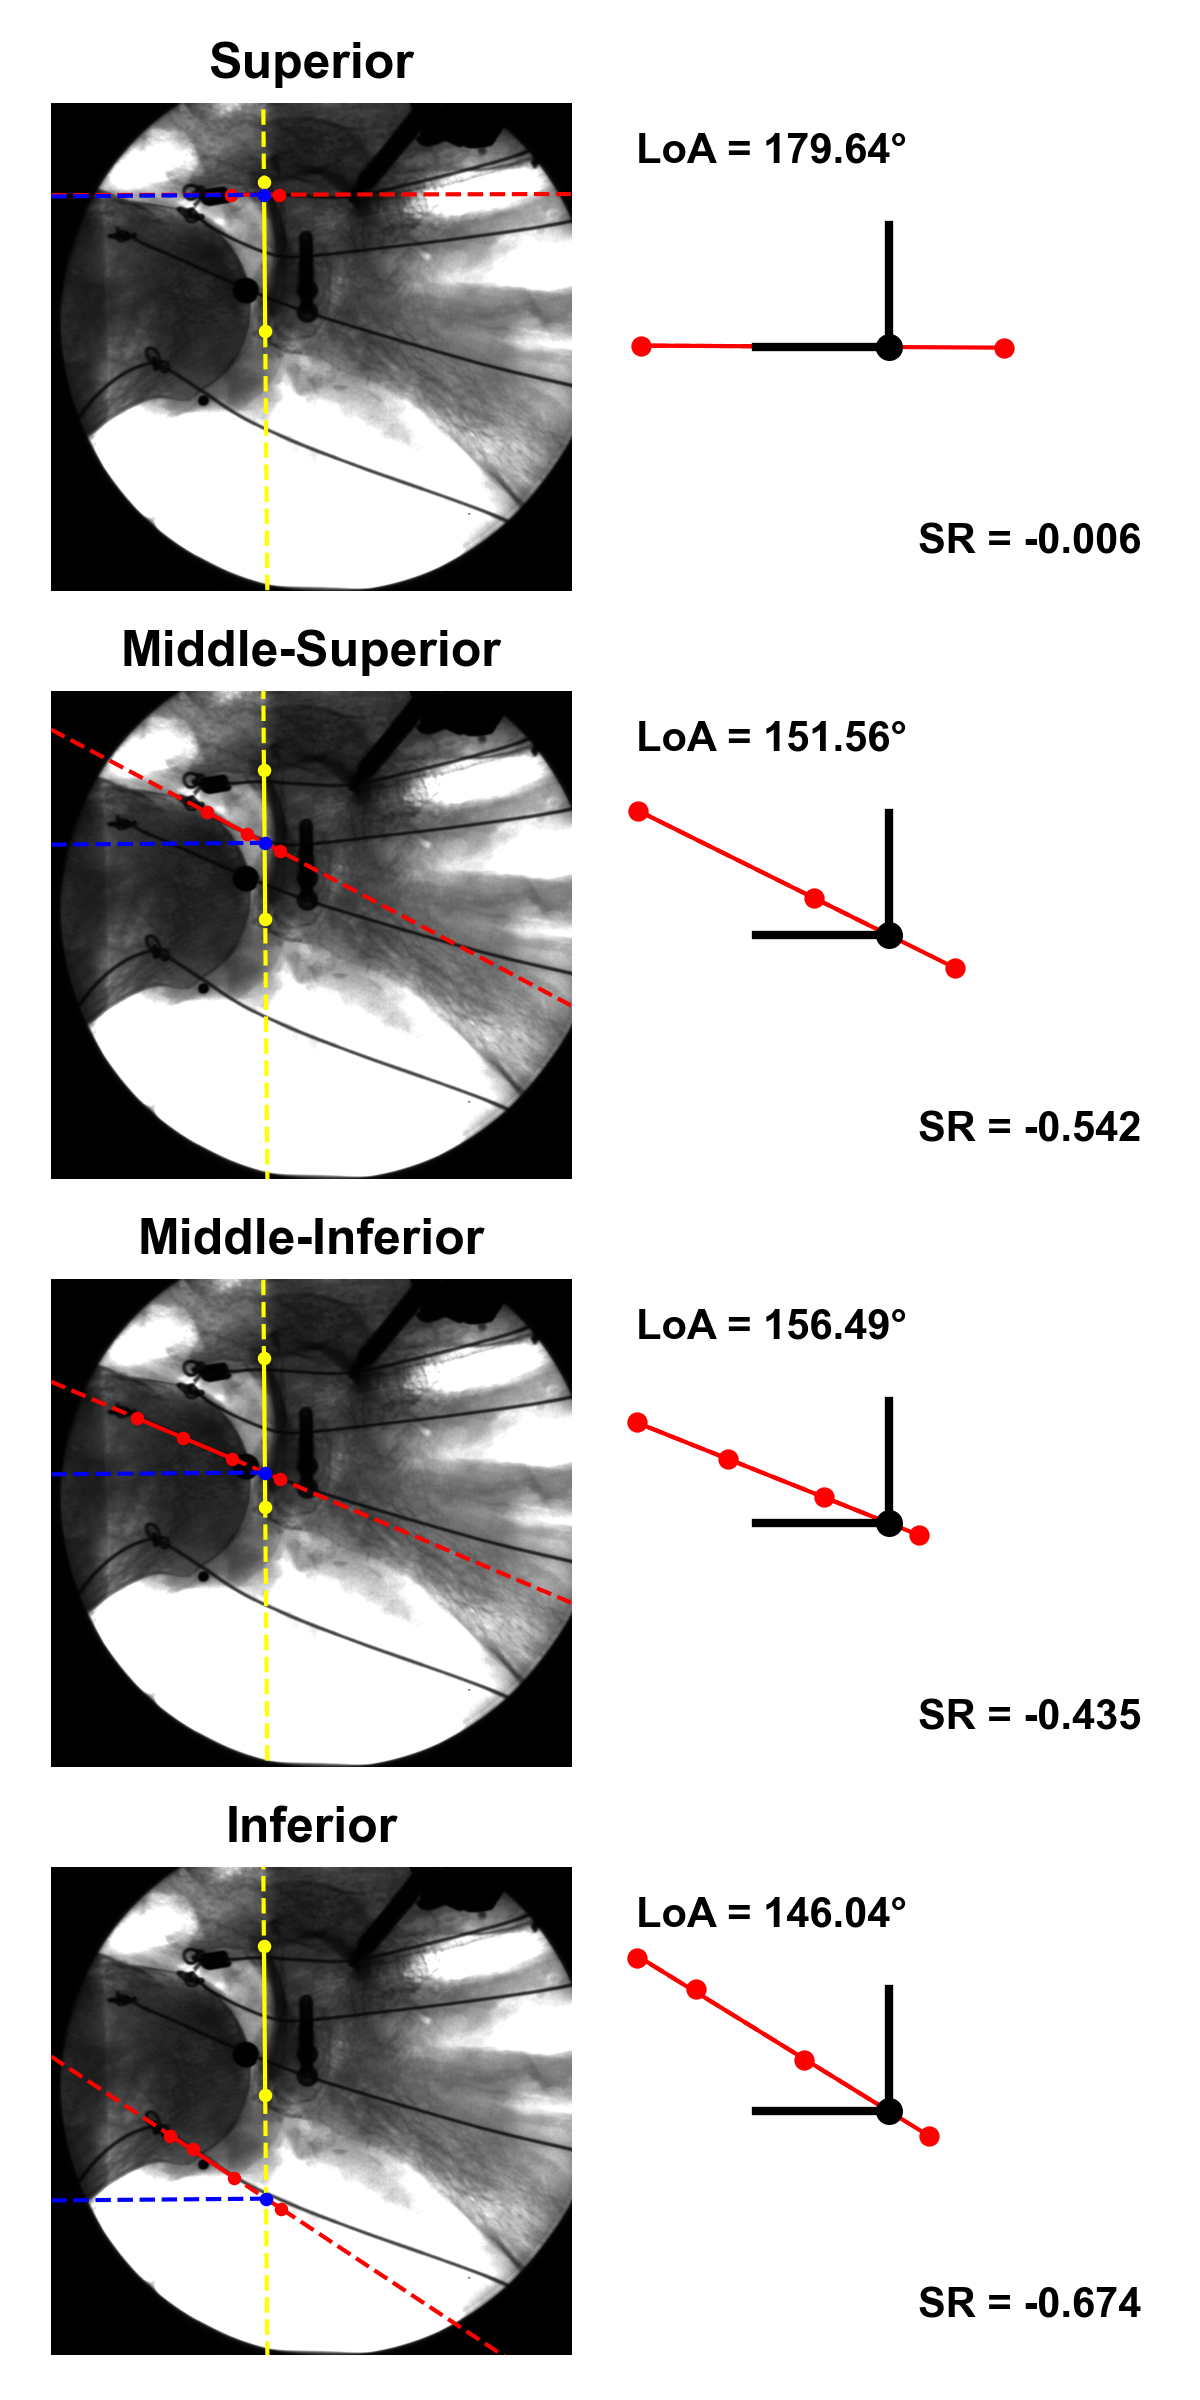 Superior
LoA = 179.64°
SR = -0.006
Middle-Superior
LoA = 151.56°
SR = -0.542
Middle-Inferior
LoA = 156.49°
SR = -0.435
Inferior
LoA = 146.04°
SR = -0.674